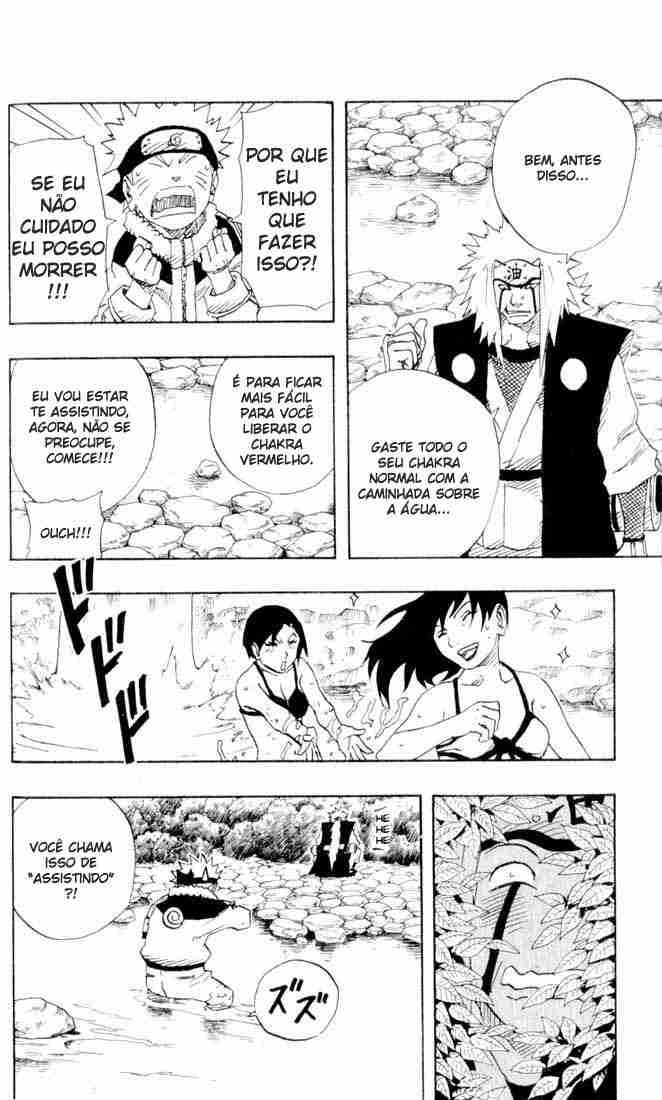 BEM, ANTES
DISSO...
油
GASTE TODO O
SEU CHAKRA
NORMAL COM A
CAMINHADA SOBRE
A ÁGUA...
POR QUE
EU
TENHO
QUE
FAZER
ISSO?!
SE EU
NÃO
CUIDADO
EU POSSO
MORRER
!!!
É PARA FICAR
MAIS FÁCIL
PARA VOCÊ
LIBERAR O
CHAKRA
VERMELHO.
EU VOU ESTAR
TE ASSISTINDO,
AGORA, NÃO SE
PREOCUPE,
COMECE!!!
OUCH!!!
ドドド
HE
HE
HE
VOCÊ CHAMA
ISSO DE
"ASSISTINDO"
?!
ズズ